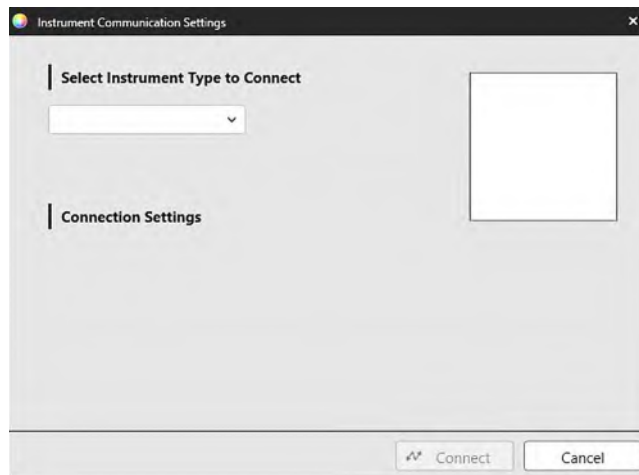 Instrument Communication Settings
Select Instrument Type to Connect
Connection Settings
Connect
Cancel